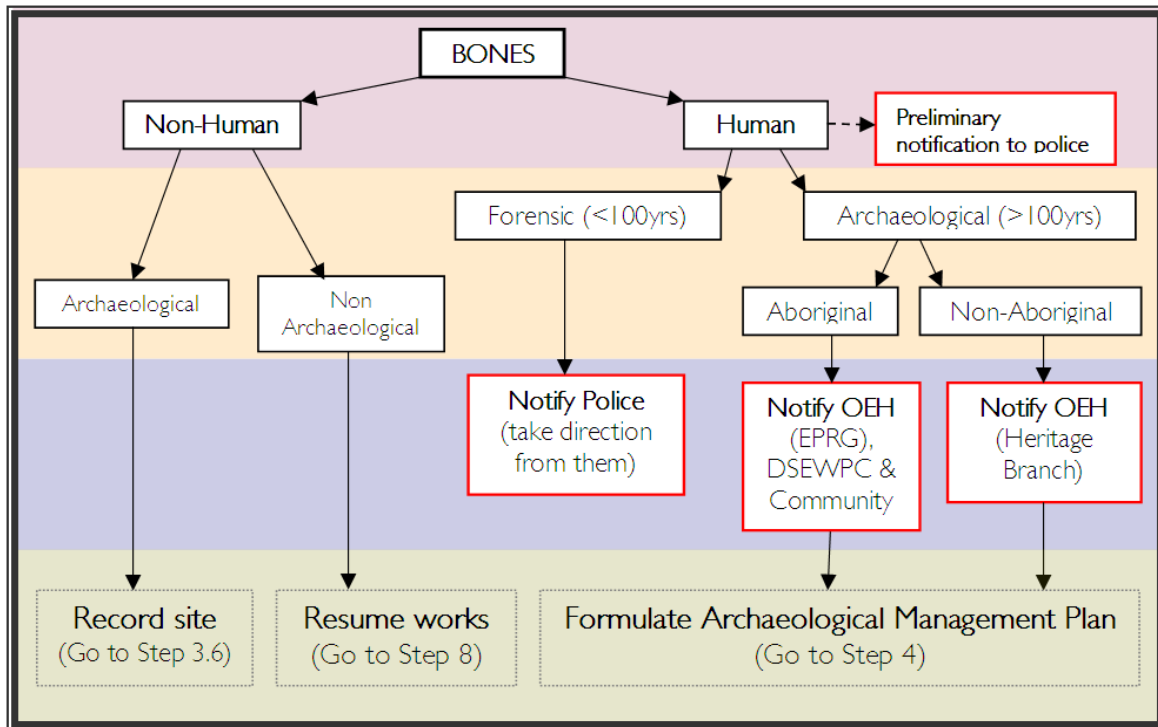 BONES
Non-Human
Human
Preliminary
notification to police
Forensic (<100yrs)
Archaeological (>100yrs)
Archaeological
Non
Archaeological
Aboriginal
Non-Aboriginal
Notify Police
(take direction
from them)
Notify OEH
(EPRG),
DSEWPC &
Community
Notify OEH
(Heritage
Branch)
Record site
(Go to Step 3.6)
Resume works
(Go to Step 8)
Formulate Archaeological Management Plan
(Go to Step 4)